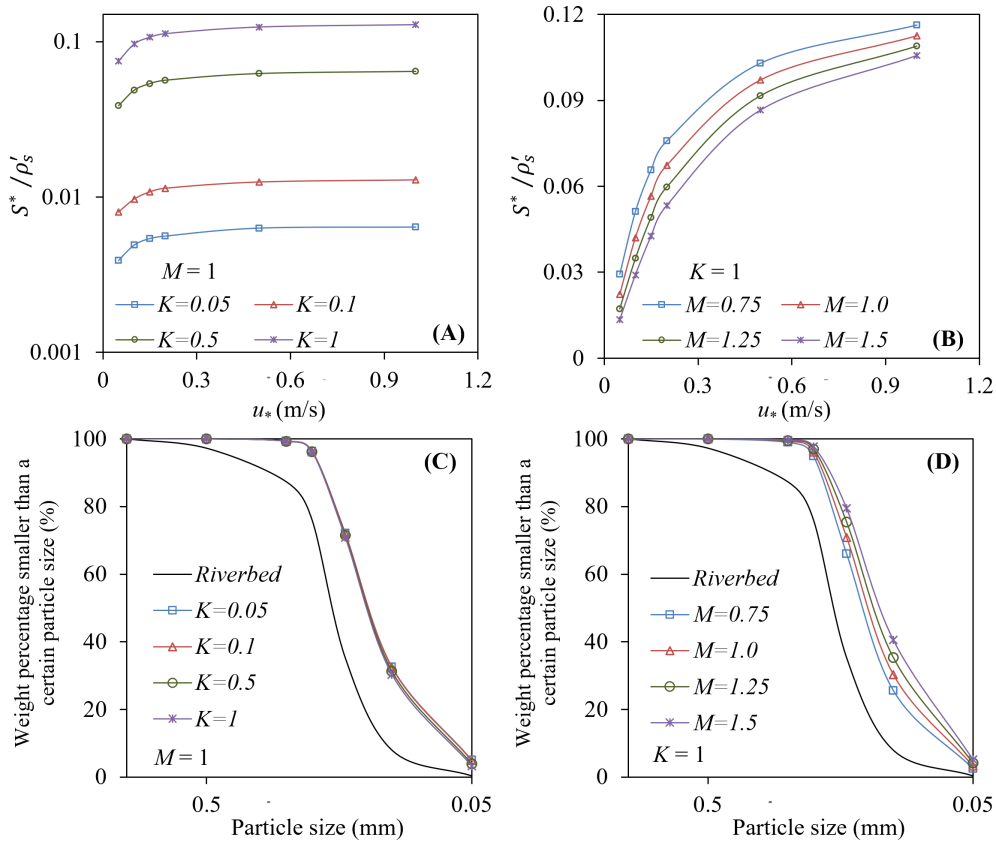 0.1
0.01
0.001
S* / ρ′s
0 0.3 0.6 0.9 1.2
u* (m/s)
M = 1
K=0.05 K=0.1
K=0.5 K=1
(A)
0.12
0.09
0.06
0.03
0
S* / ρ′s
0 0.3 0.6 0.9 1.2
u* (m/s)
K = 1
M=0.75 M=1.0
M=1.25 M=1.5
(B)
100
80
60
40
20
0
Weight percentage smaller than a
certain particle size (%)
(C)
Riverbed
K=0.05
K=0.1
K=0.5
K=1
M = 1
0.5 0.05
Particle size (mm)
100
80
60
40
20
0
Weight percentage smaller than a
certain particle size (%)
(D)
Riverbed
M=0.75
M=1.0
M=1.25
M=1.5
K = 1
0.5 0.05
Particle size (mm)